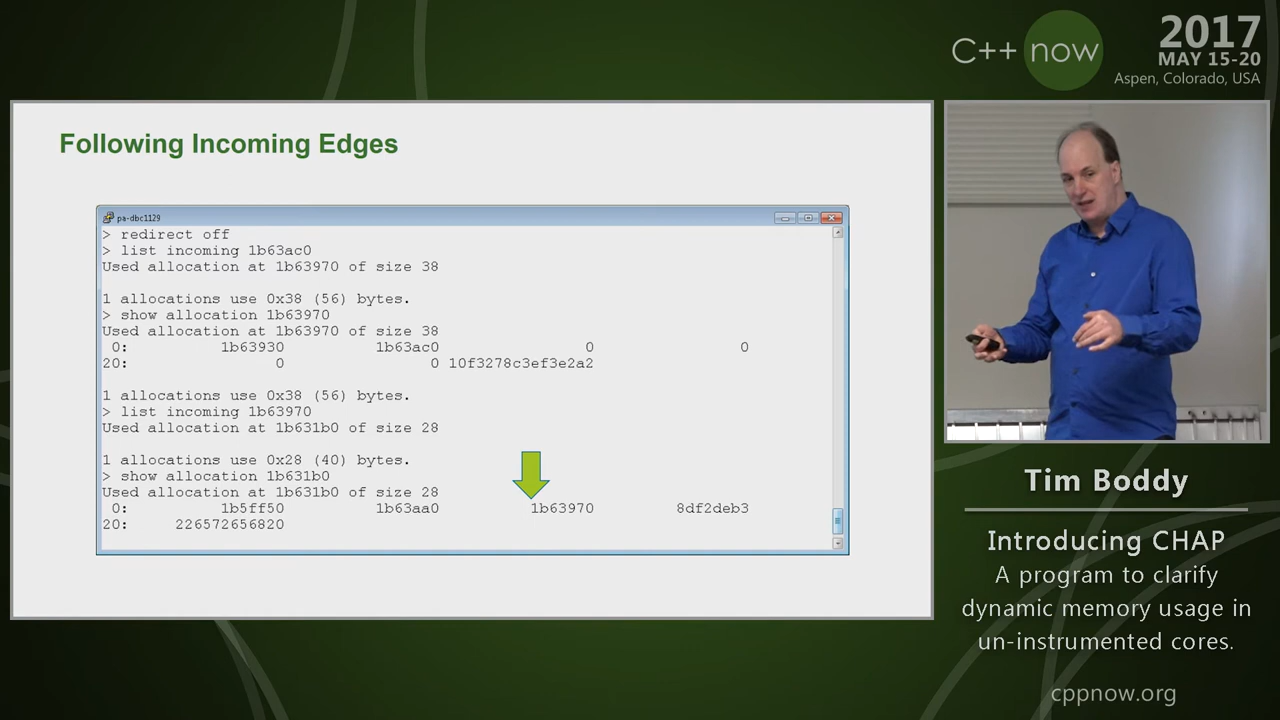 C++ now
2017
MAY 15-20
Aspen, Colorado, USA
Following Incoming Edges
pa-dbc1129
> redirect off
> list incoming 1b63ac0
Used allocation at 1b63970 of size 38
1 allocations use 0x38 (56) bytes.
> show allocation 1b63970
Used allocation at 1b63970 of size 38
0: 1b63930 1b63ac0 0 0
20: 0 0 10f3278c3ef3e2a2
1 allocations use 0x38 (56) bytes.
> list incoming 1b63970
Used allocation at 1b631b0 of size 28
1 allocations use 0x28 (40) bytes.
> show allocation 1b631b0
Used allocation at 1b631b0 of size 28
0: 1b5ff50 1b63aa0 1b63970 8df2deb3
20: 226572656820
Tim Boddy
Introducing CHAP
A program to clarify
dynamic memory usage in
un-instrumented cores.
cppnow.org